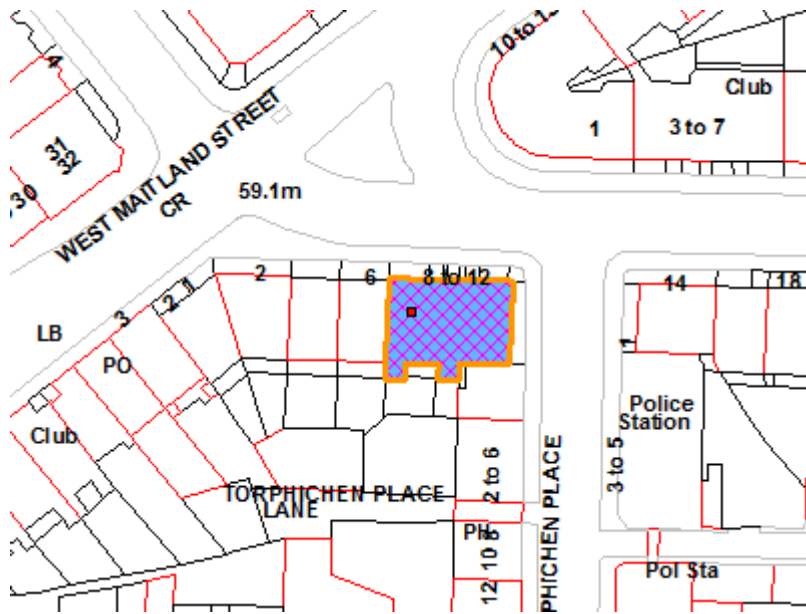 10 to 1
4
Club
1
3 to 7
31
32
30
WEST MAITLAND STREET
CR
59.1m
2
6
8 to 12
14
18
1
2
3
LB
PO
1
Club
Police
Station
3 to 5
2 to 6
TORPHICHEN PLACE
LANE
PHICHEN PLACE
PH
8
10
12
Pol Sta